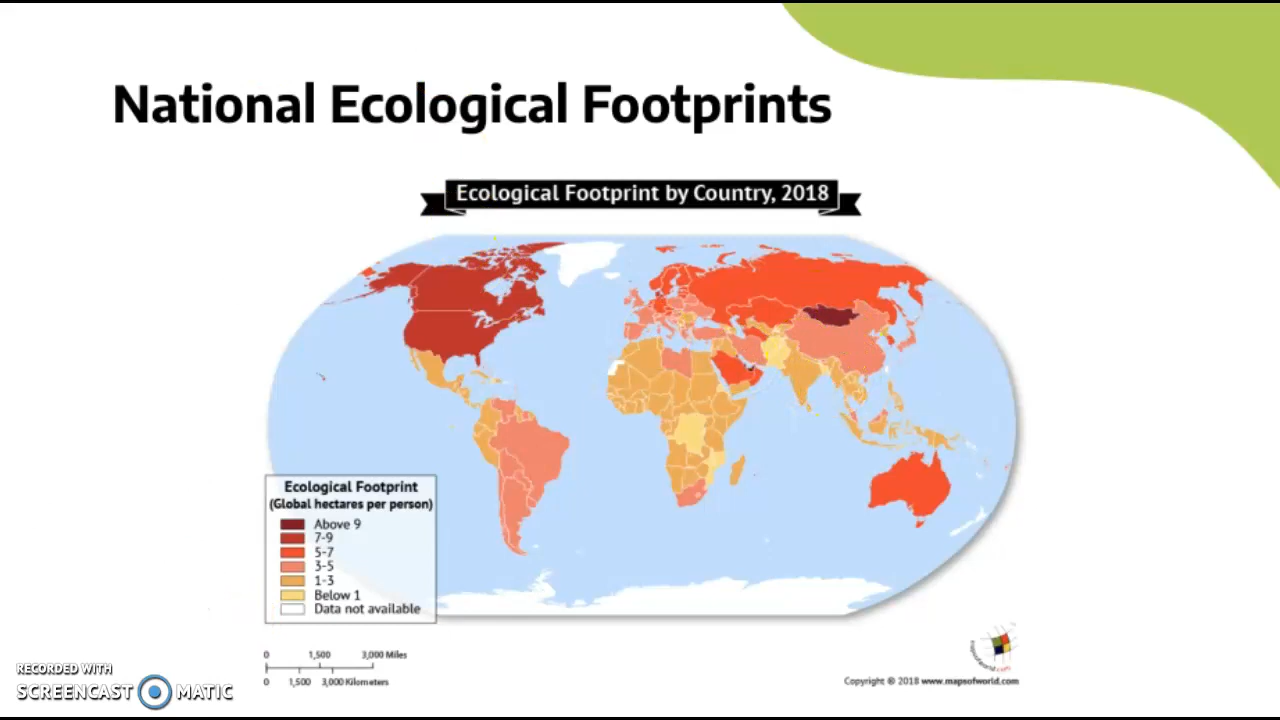 National Ecological Footprints
Ecological Footprint by Country, 2018
Ecological Footprint
(Global hectares per person)
Above 9
7-9
5-7
3-5
1-3
Below 1
Data not available
0 1,500 3,000 Miles
0 1,500 3,000 Kilometers
mapsofworld.com
Copyright © 2018 www.mapsofworld.com
RECORDED WITH
SCREENCAST MATIC